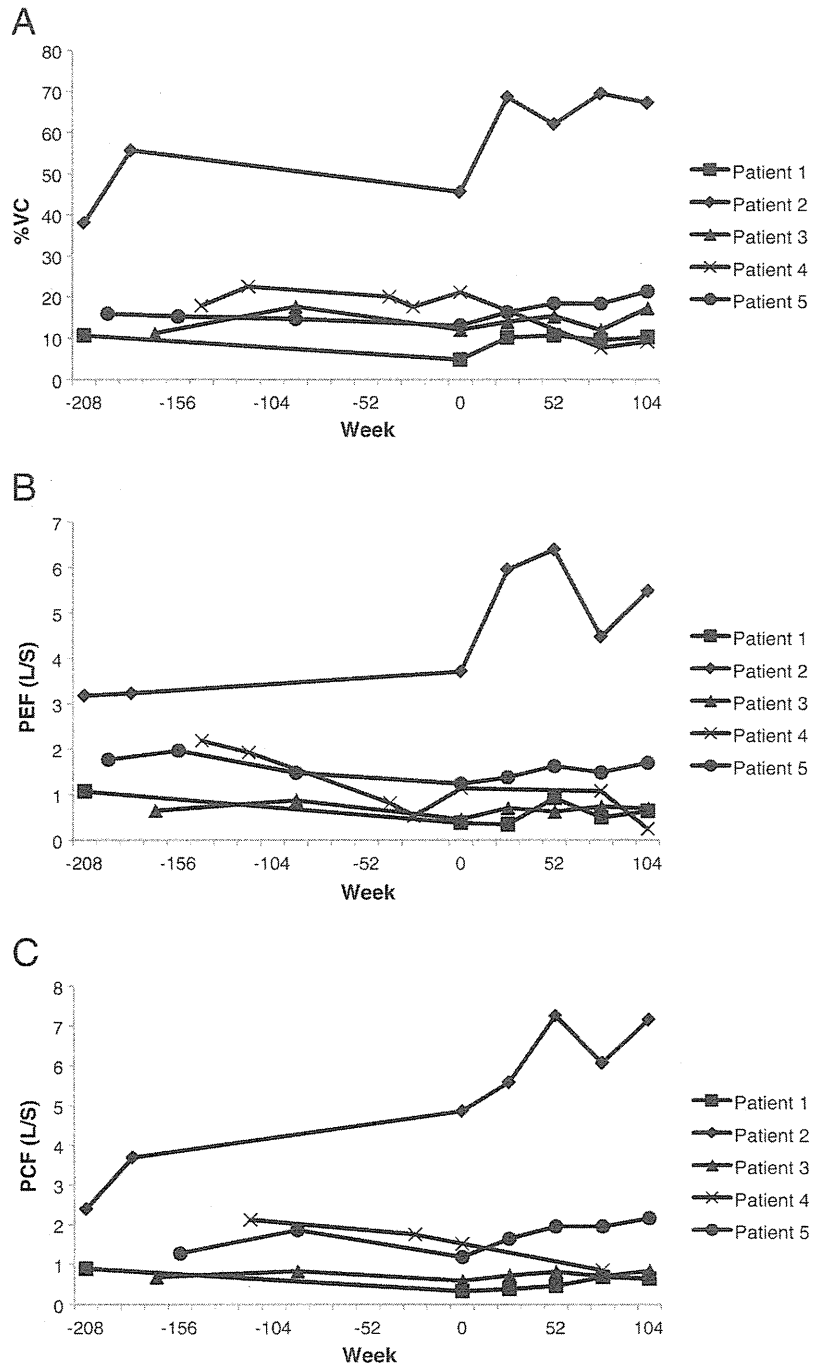 A
80
70
60
50
40
30
20
10
0
%VC
-208 -156 -104 -52 0 52 104
Week
Patient 1
Patient 2
Patient 3
Patient 4
Patient 5
B
7
6
5
4
3
2
1
0
PEF (L/S)
-208 -156 -104 -52 0 52 104
Week
Patient 1
Patient 2
Patient 3
Patient 4
Patient 5
C
8
7
6
5
4
3
2
1
0
PCF (L/S)
-208 -156 -104 -52 0 52 104
Week
Patient 1
Patient 2
Patient 3
Patient 4
Patient 5